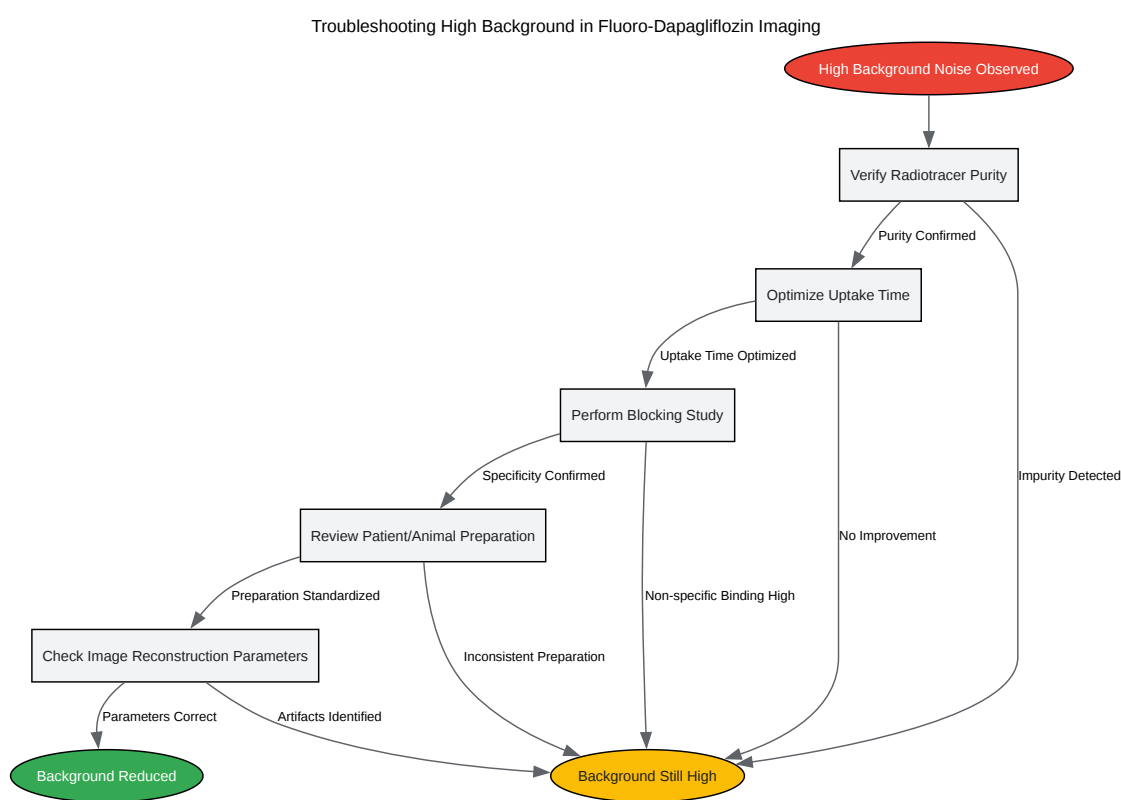 Troubleshooting High Background in Fluoro-Dapagliflozin Imaging
High Background Noise Observed
Verify Radiotracer Purity
Purity Confirmed
Optimize Uptake Time
Uptake Time Optimized
Perform Blocking Study
Specificity Confirmed
Impurity Detected
Review Patient/Animal Preparation
No Improvement
Preparation Standardized
Non-specific Binding High
Check Image Reconstruction Parameters
Inconsistent Preparation
Parameters Correct
Artifacts Identified
Background Reduced
Background Still High